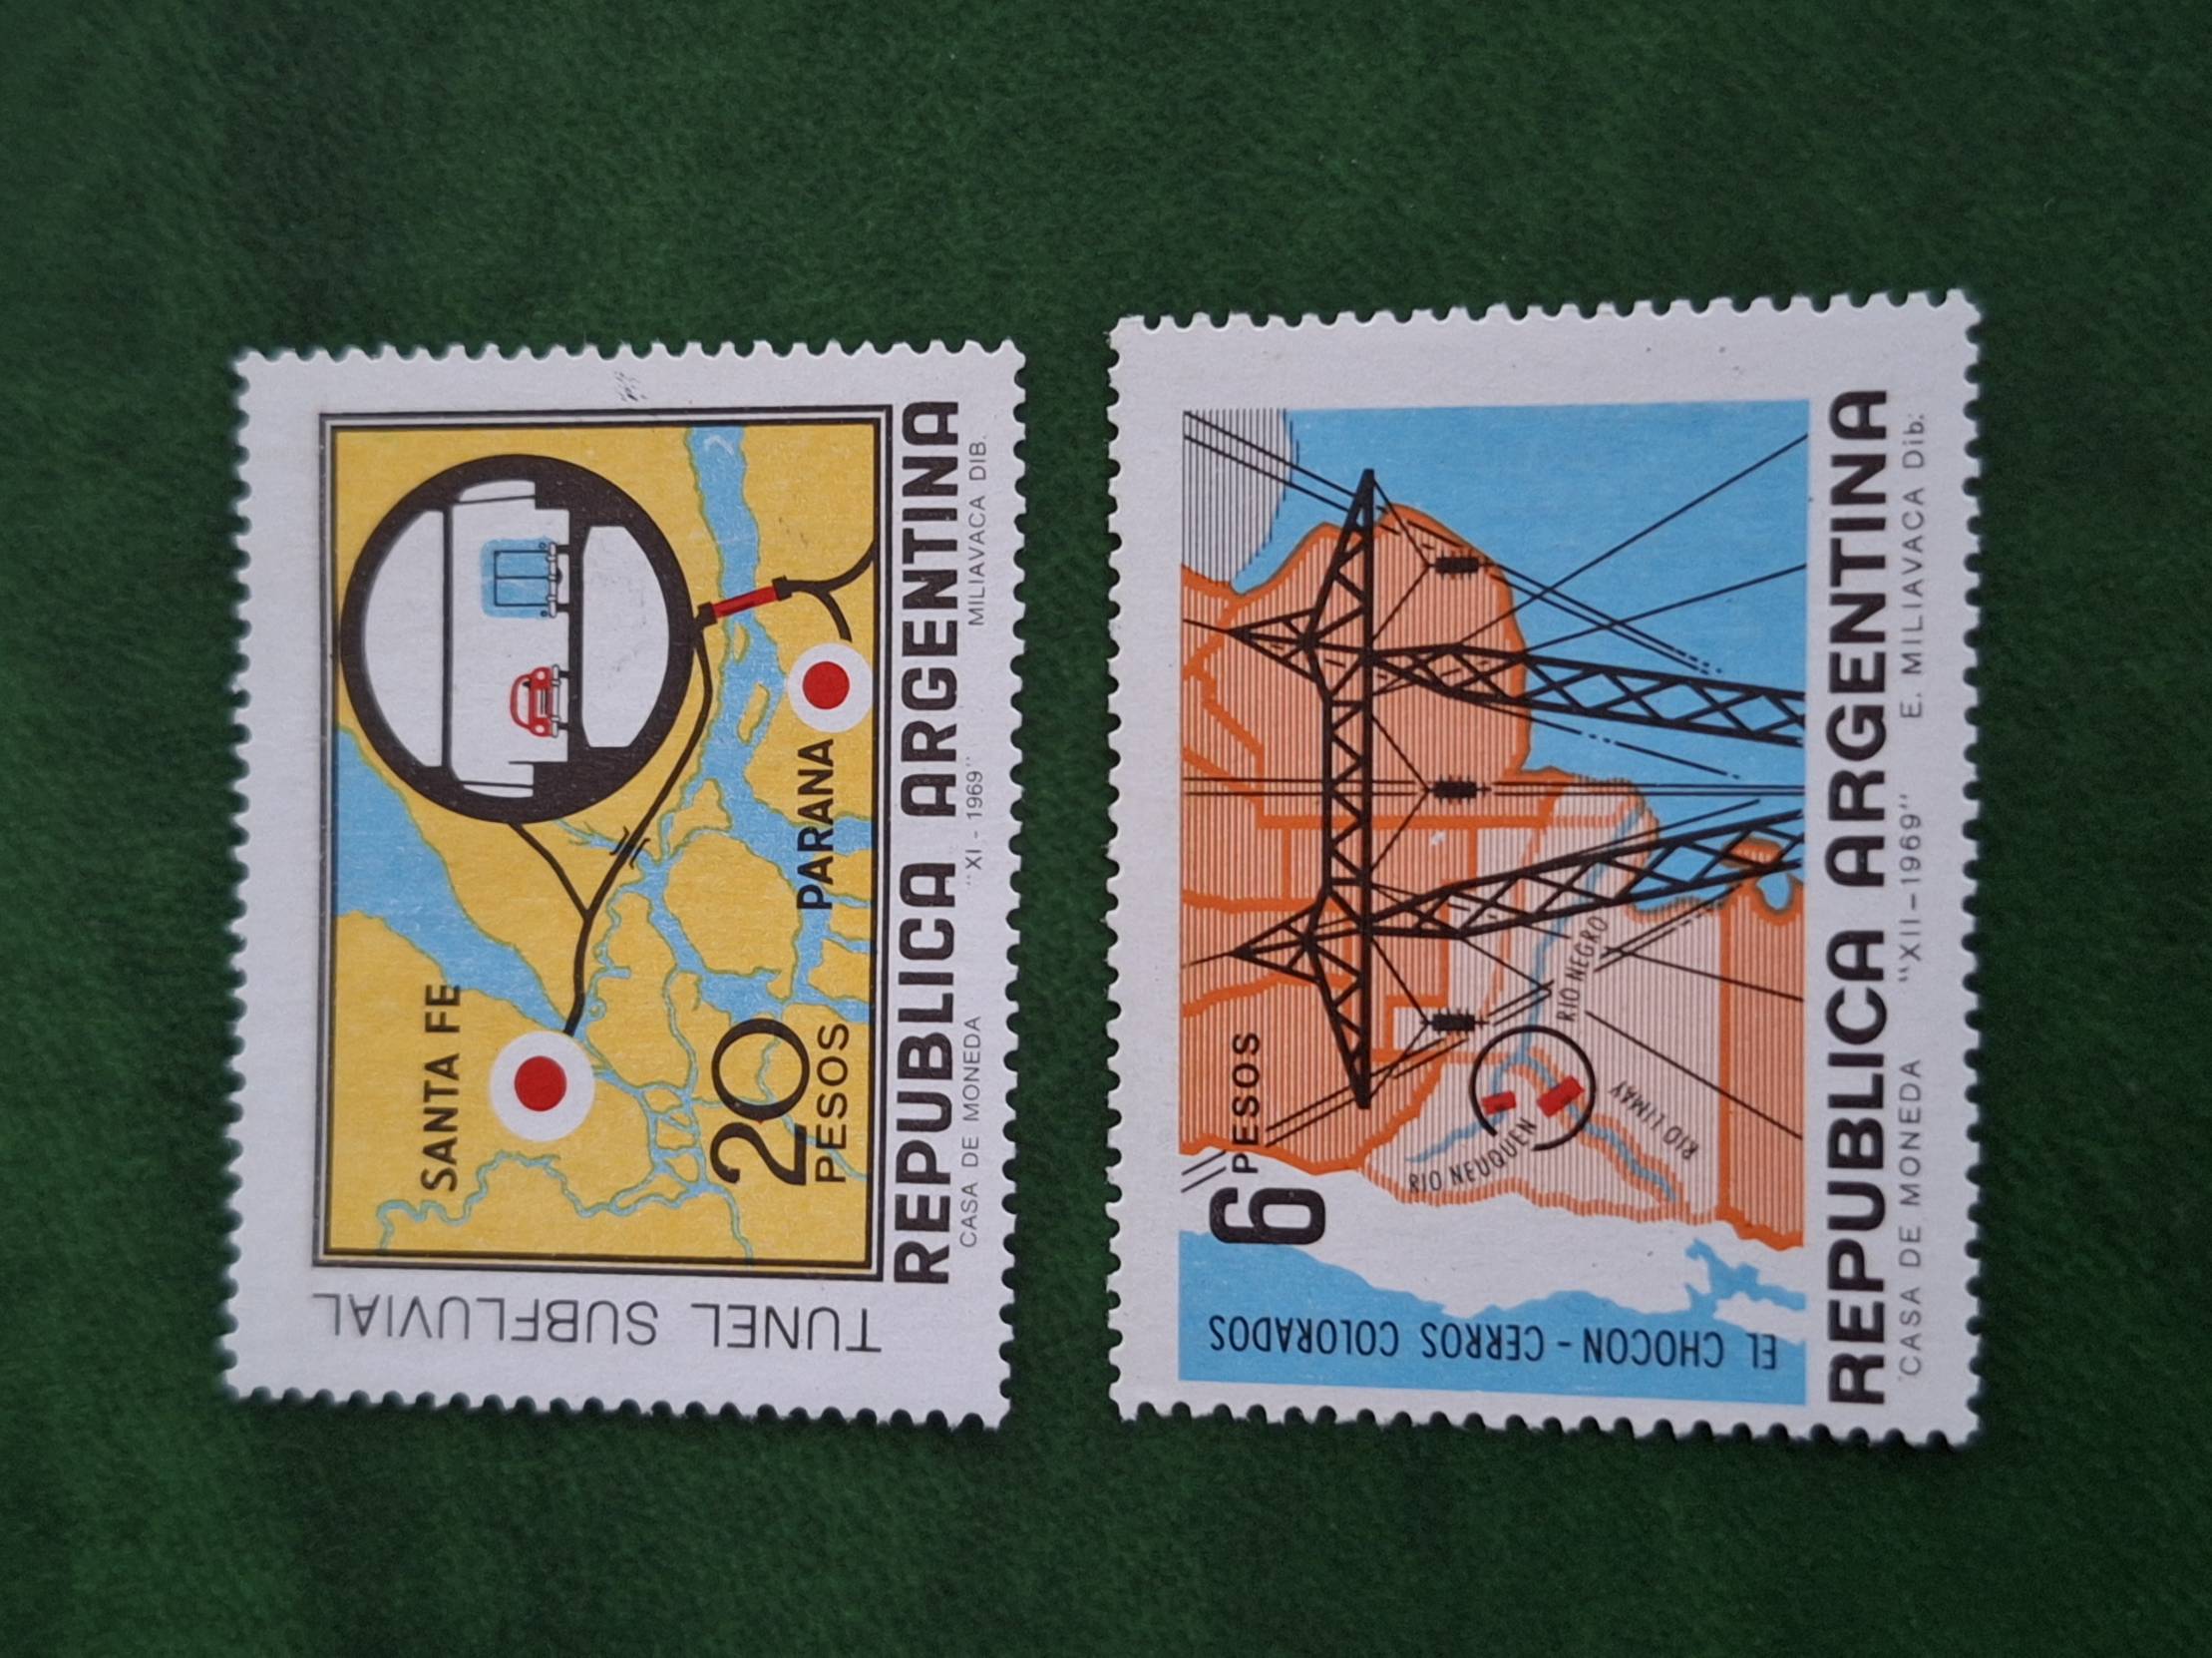 TUNEL SUBFLUVIAL
SANTA FE
PARANA
20
PESOS
REPUBLICA ARGENTINA
CASA DE MONEDA "XI - 1969" MILIAVACA DIB.
EL CHOCON - CERROS COLORADOS
6 PESOS
RIO NEUQUEN
RIO NEGRO
RIO LIMAY
REPUBLICA ARGENTINA
CASA DE MONEDA "XII-1969" E. MILIAVACA Dib.